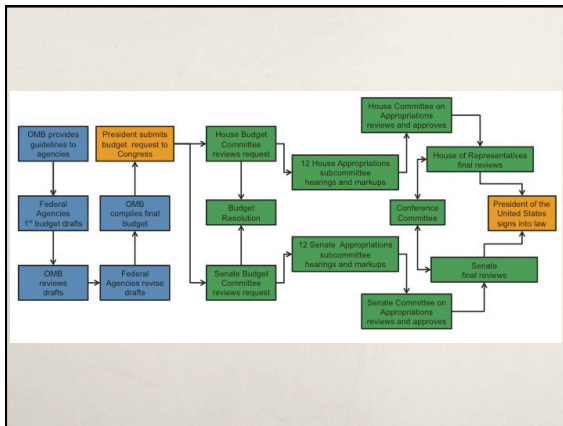 OMB provides
guidelines to
agencies
Federal
Agencies
1st budget drafts
OMB
reviews
drafts
Federal
Agencies revise
drafts
OMB
compiles final
budget
President submits
budget request to
Congress
House Budget
Committee
reviews request
Budget
Resolution
Senate Budget
Committee
reviews request
12 House Appropriations
subcommittee
hearings and markups
12 Senate Appropriations
subcommittee
hearings and markups
House Committee on
Appropriations
reviews and approves
House of Representatives
final reviews
Conference
Committee
Senate
final reviews
Senate Committee on
Appropriations
reviews and approves
President of the
United States
signs into law